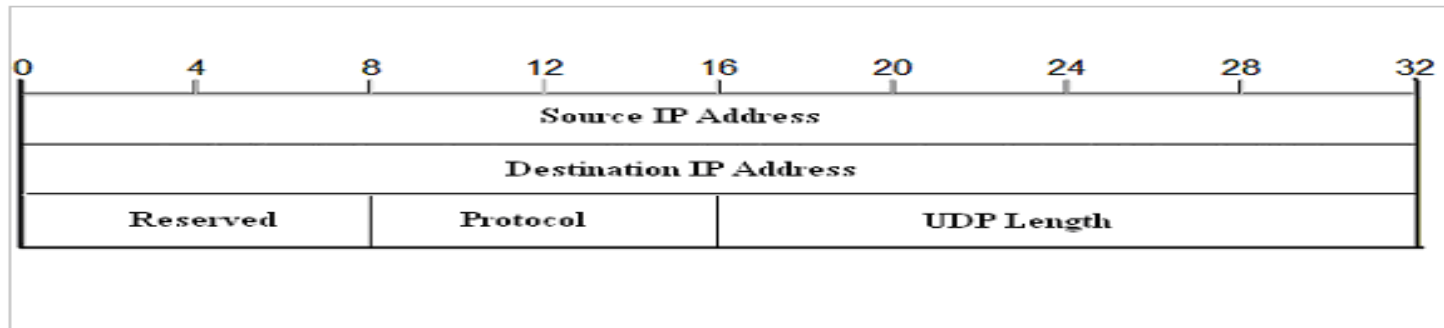 0 4 8 12 16 20 24 28 32
Source IP Address
Destination IP Address
Reserved Protocol UDP Length